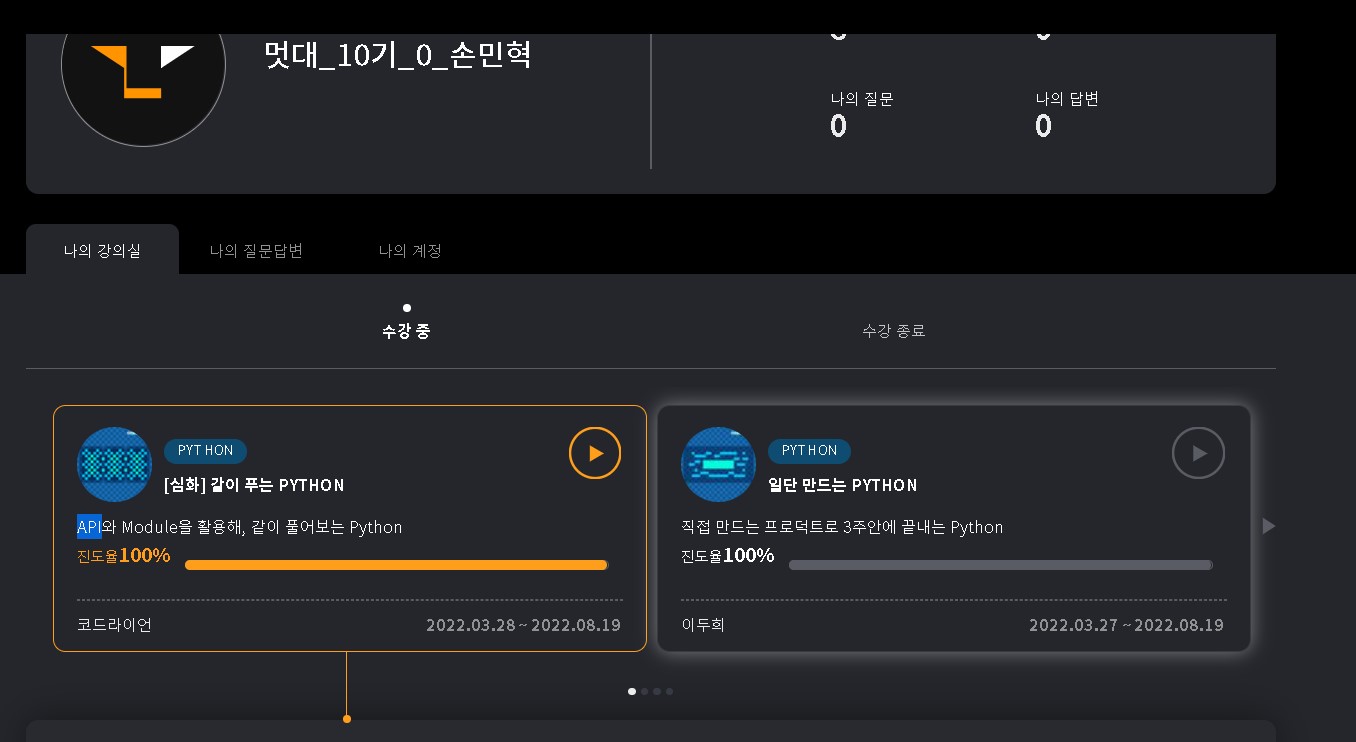 멋대_10기_0_손민혁
나의 질문
0
나의 답변
0
나의 강의실
나의 질문답변
나의 계정
수강 중
수강 종료
PYTHON
[심화] 같이 푸는 PYTHON
API와 Module을 활용해, 같이 풀어보는 Python
진도율100%
코드라이언
2022.03.28 ~ 2022.08.19
PYTHON
일단 만드는 PYTHON
직접 만드는 프로덕트로 3주안에 끝내는 Python
진도율100%
이두희
2022.03.27 ~ 2022.08.19